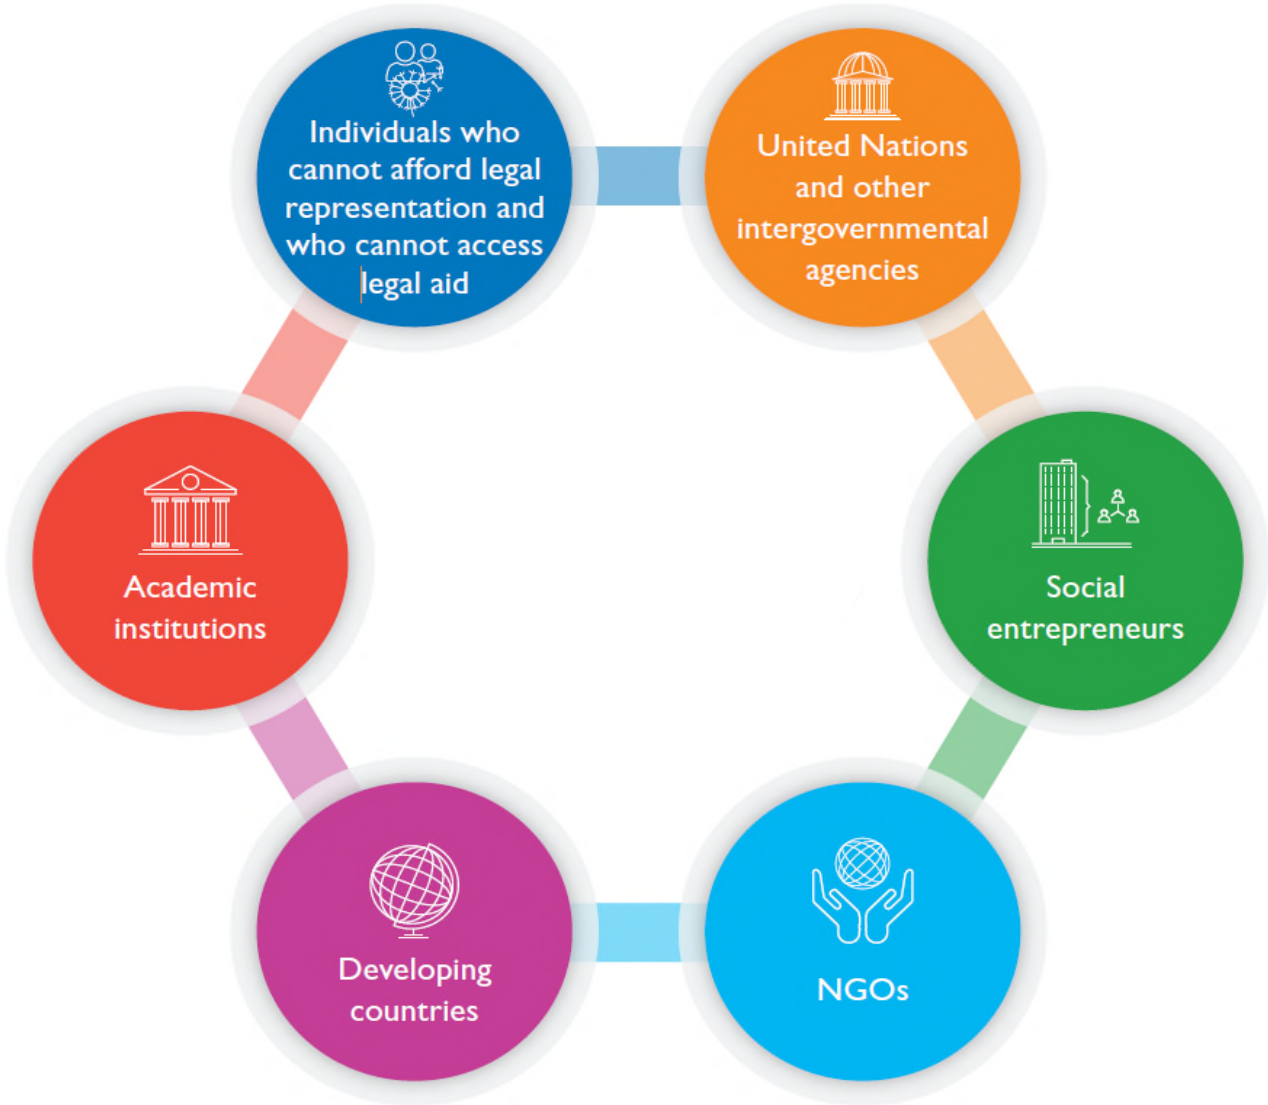 Individuals who
cannot afford legal
representation and
who cannot access
legal aid
United Nations
and other
intergovernmental
agencies
Academic
institutions
Social
entrepreneurs
Developing
countries
NGOs